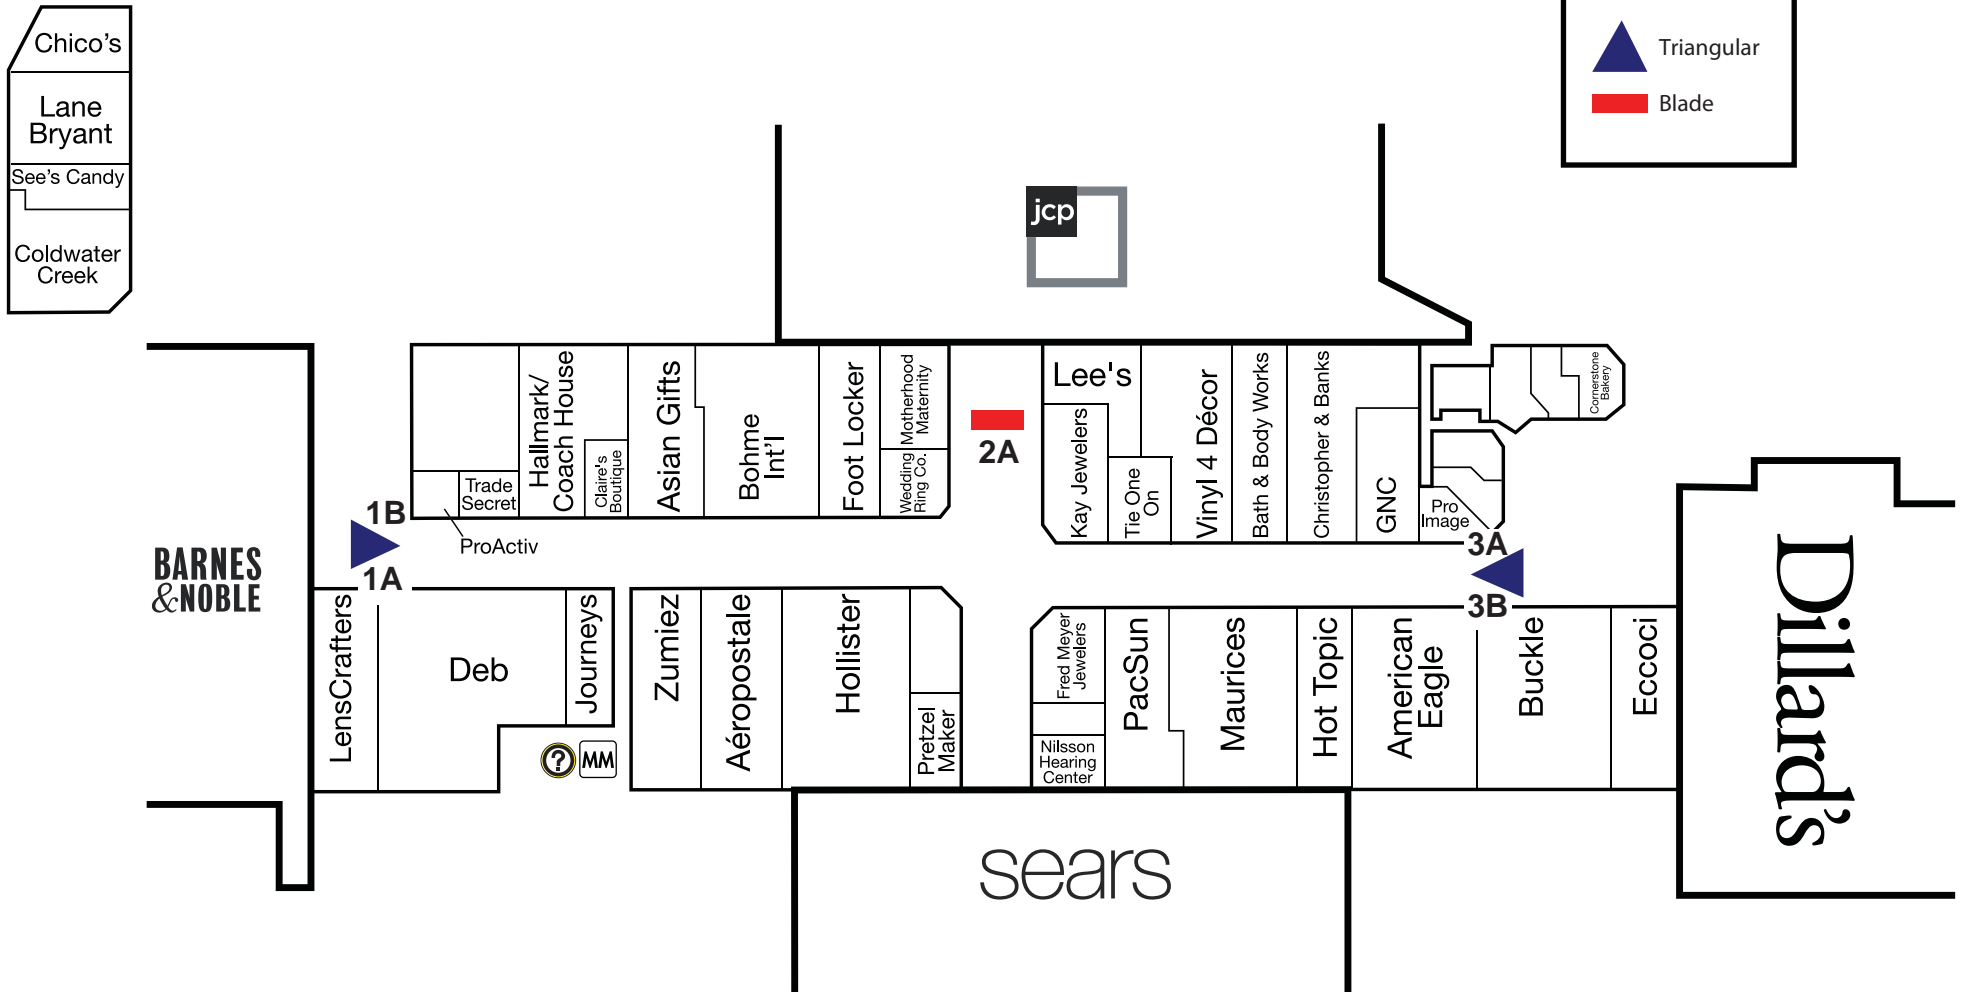 Chico's
Lane
Bryant
See's Candy
Coldwater
Creek
Triangular
Blade
jcp
Hallmark/
Coach House
Claire's
Boutique
Asian Gifts
Bohme
Int'l
Foot Locker
Motherhood
Maternity
Wedding
Ring Co.
Trade
Secret
ProActiv
2A
Lee's
Kay Jewelers
Tie One
On
Vinyl 4 Décor
Bath & Body Works
Christopher & Banks
GNC
Pro
Image
Cornerstone
Bakery
1B
1A
3A
3B
BARNES
&NOBLE
LensCrafters
Deb
Journeys
?
MM
Zumiez
Aéropostale
Hollister
Pretzel
Maker
Fred Meyer
Jewelers
Nilsson
Hearing
Center
PacSun
Maurices
Hot Topic
American
Eagle
Buckle
Eccoci
Dillard's
sears